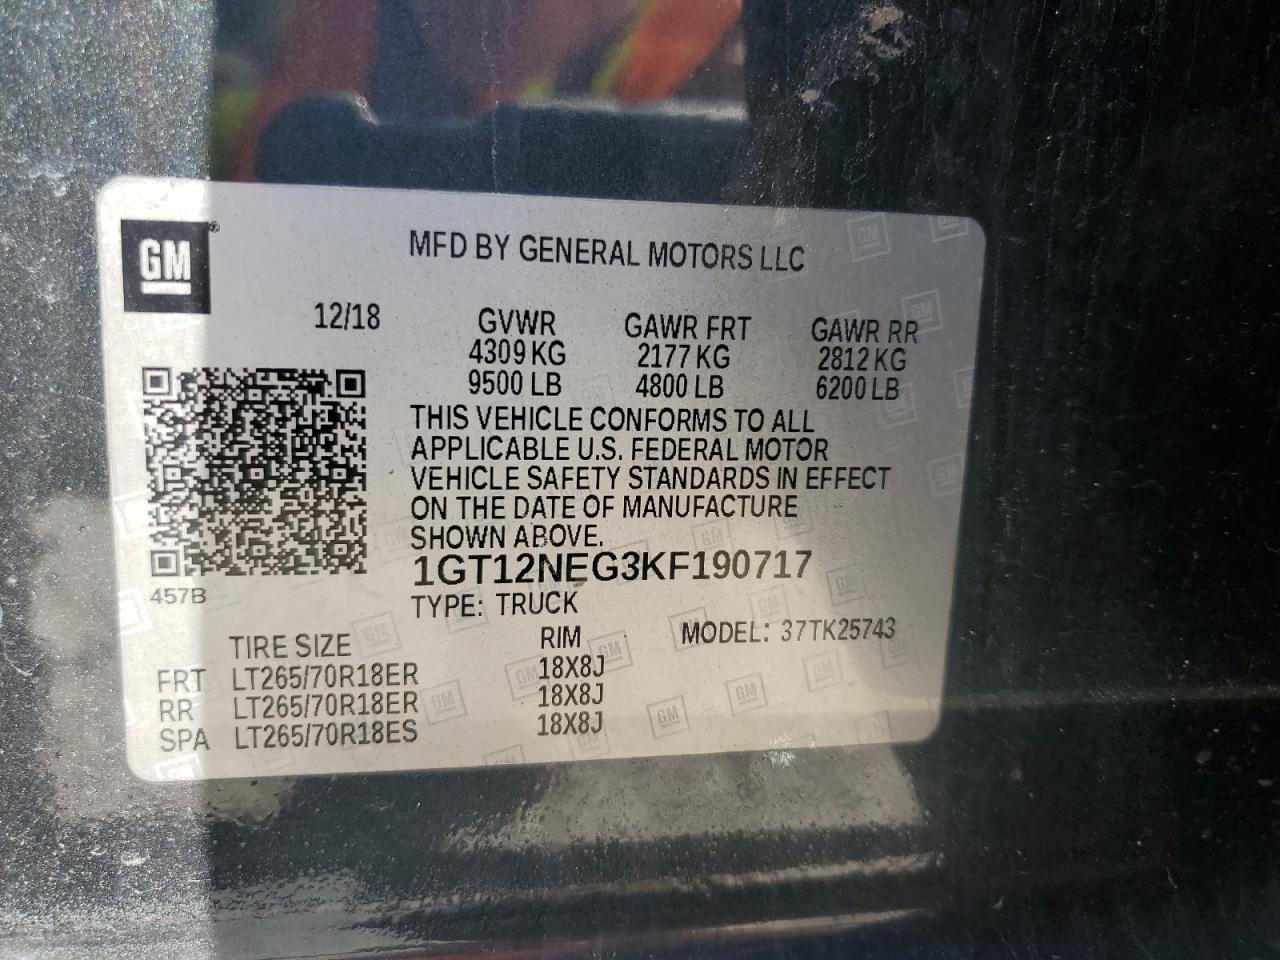 GM
MFD BY GENERAL MOTORS LLC
12/18 GVWR GAWR FRT GAWR RR
4309 KG 2177 KG 2812 KG
9500 LB 4800 LB 6200 LB
THIS VEHICLE CONFORMS TO ALL
APPLICABLE U.S. FEDERAL MOTOR
VEHICLE SAFETY STANDARDS IN EFFECT
ON THE DATE OF MANUFACTURE
SHOWN ABOVE.
1GT12NEG3KF190717
457B
TYPE: TRUCK
TIRE SIZE RIM MODEL: 37TK25743
FRT LT265/70R18ER 18X8J
RR LT265/70R18ER 18X8J
SPA LT265/70R18ES 18X8J